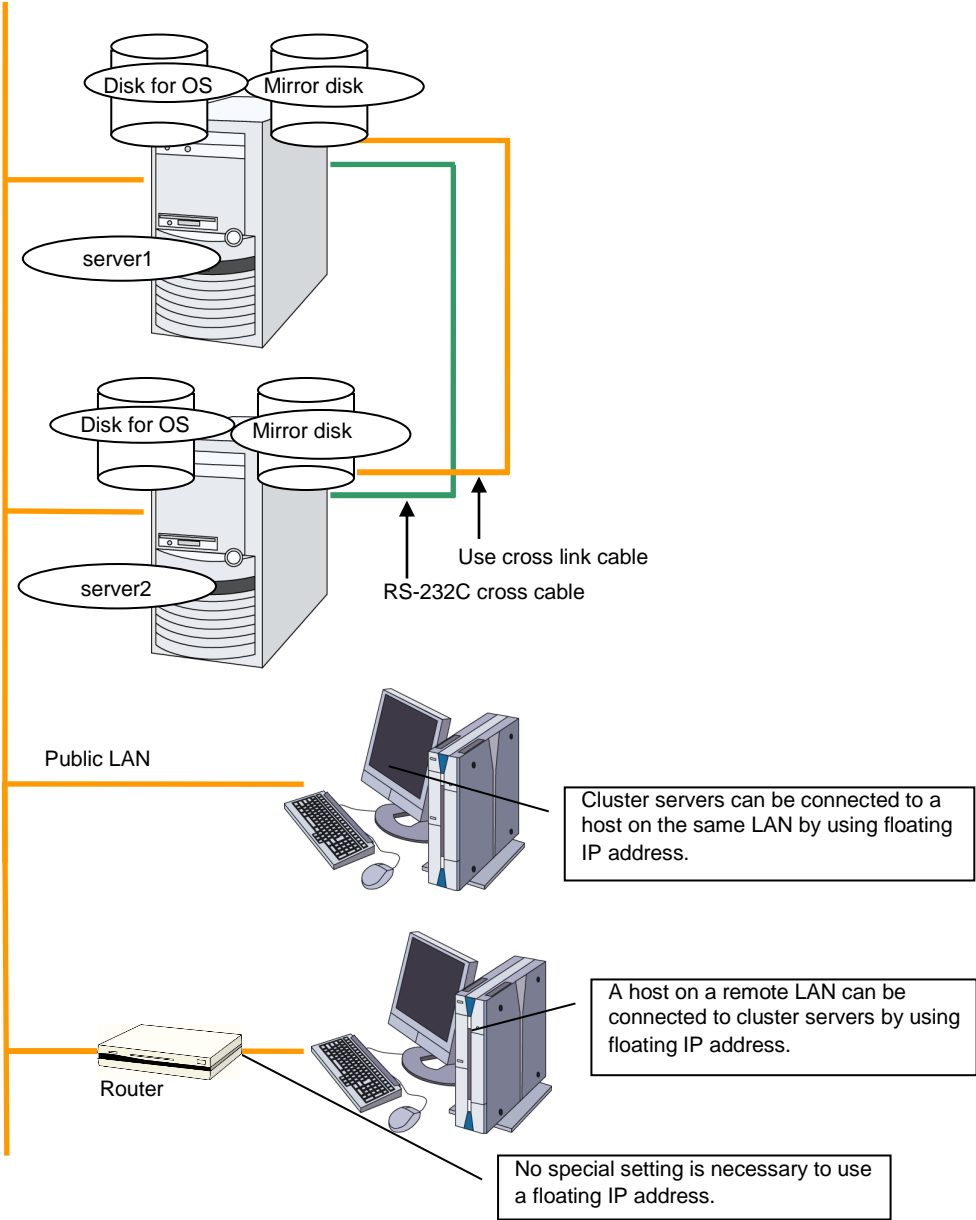 Disk for OS
Mirror disk
server1
Disk for OS
Mirror disk
Use cross link cable
server2
RS-232C cross cable
Public LAN
Cluster servers can be connected to a
host on the same LAN by using floating
IP address.
A host on a remote LAN can be
connected to cluster servers by using
floating IP address.
Router
No special setting is necessary to use
a floating IP address.